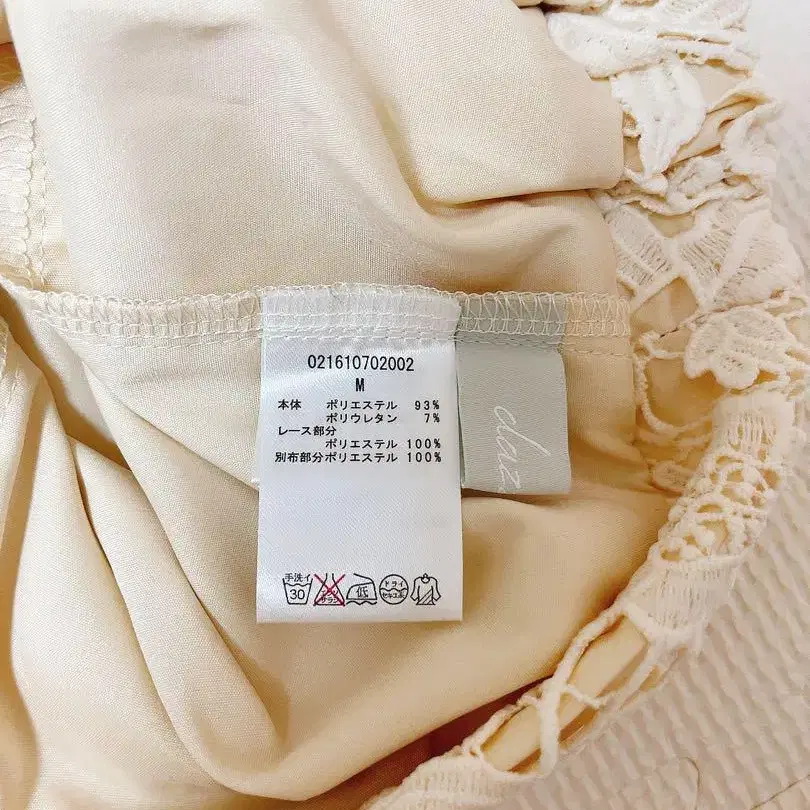 021610702002
M
本体 ポリエステル 93%
ポリウレタン 7%
レース部分
ポリエステル 100%
別布部分ポリエステル 100%
手洗イ
30
低
ドライ
セキユ系